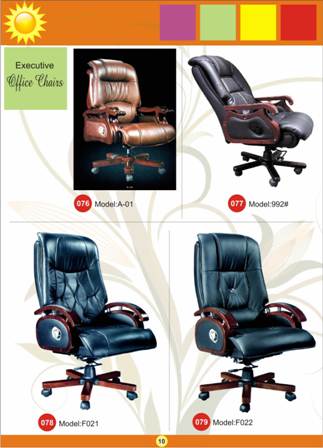 Executive
Office Chairs
076 Model:A-01
077 Model:992#
078 Model:F021
079 Model:F022
10